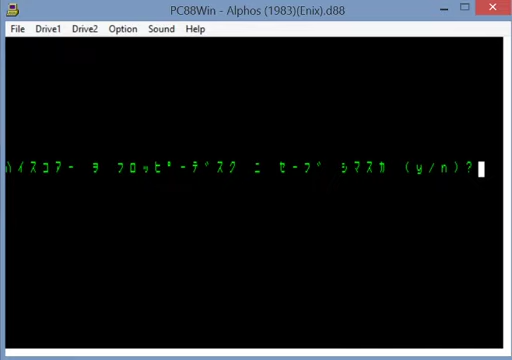 PC88Win - Alphos (1983)(Enix).d88
File Drive1 Drive2 Option Sound Help
ハイスコアー ヲ フロッピーデスク ニ セーブ シマスカ (y/n)?